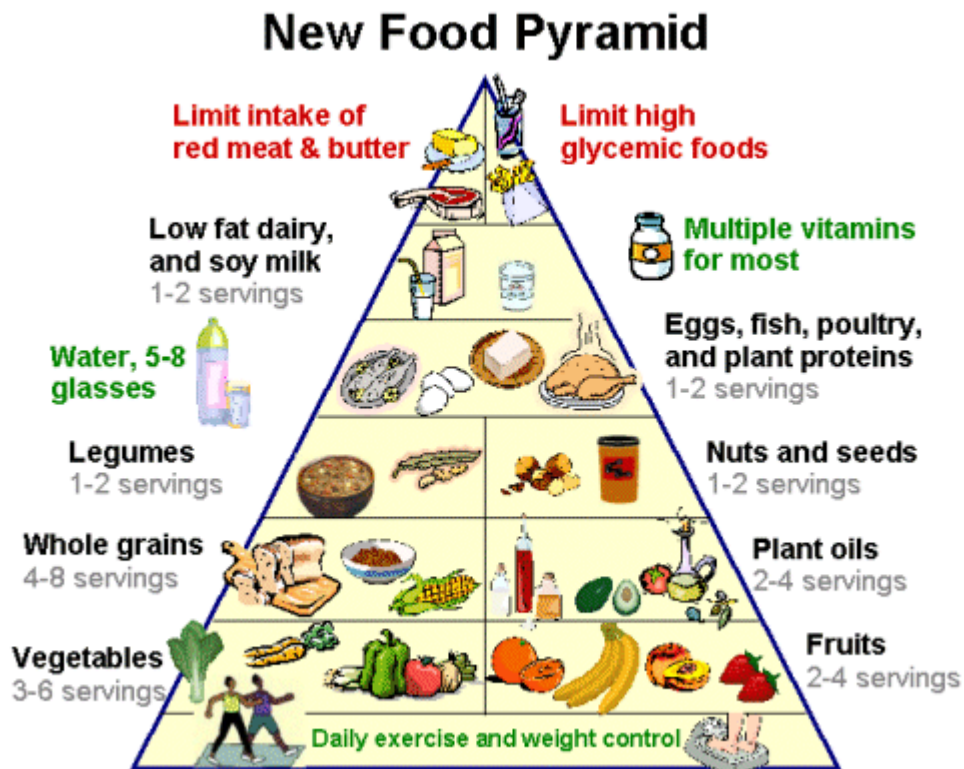 New Food Pyramid
Limit intake of
red meat & butter
Limit high
glycemic foods
Low fat dairy,
and soy milk
1-2 servings
Multiple vitamins
for most
Water, 5-8
glasses
Eggs, fish, poultry,
and plant proteins
1-2 servings
Legumes
1-2 servings
Nuts and seeds
1-2 servings
Whole grains
4-8 servings
Plant oils
2-4 servings
Vegetables
3-6 servings
Fruits
2-4 servings
Daily exercise and weight control